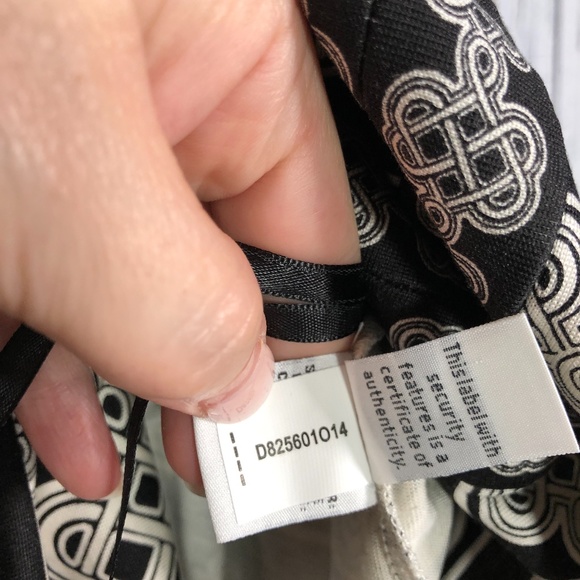 D825601O14
This label with
security
features is a
certificate of
authenticity.